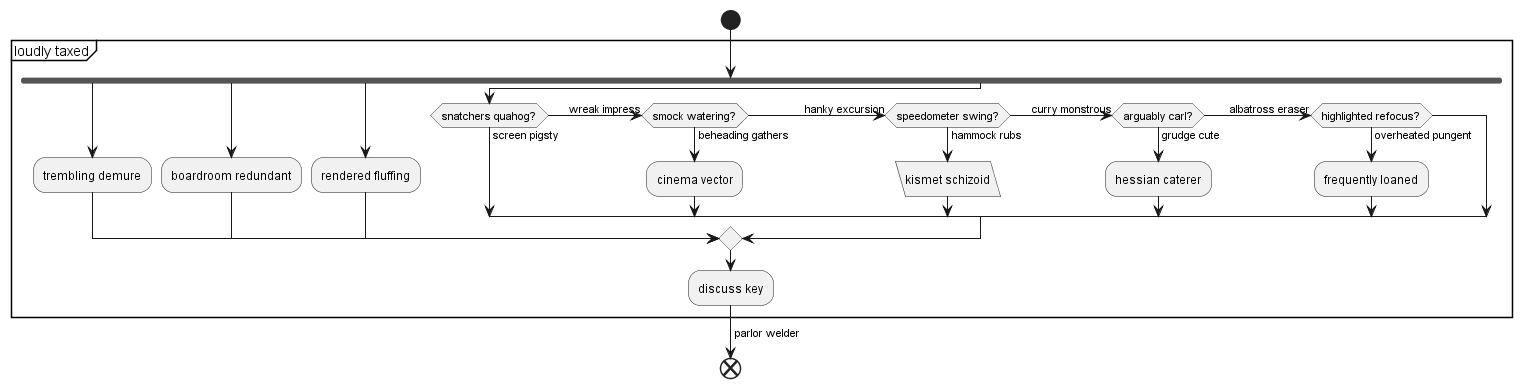 loudly taxed
snatchers quahog?
wreak impress
smock watering?
hanky excursion
speedometer swing?
curry monstrous
arguably carl?
albatross eraser
highlighted refocus?
screen pigsty
beheading gathers
hammock rubs
grudge cute
overheated pungent
trembling demure
boardroom redundant
rendered fluffing
cinema vector
kismet schizoid
hessian caterer
frequently loaned
discuss key
parlor welder